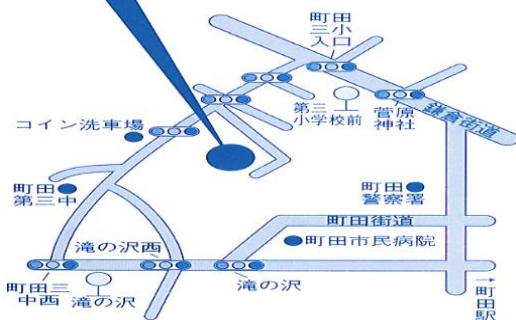 町田
三小
入口
第三
小学校前
菅原
神社
鎌倉街道
コイン洗車場
町田
第三中
町田
警察署
町田街道
町田市民病院
滝の沢西
滝の沢
町田三
中西
滝の沢
→
町田駅